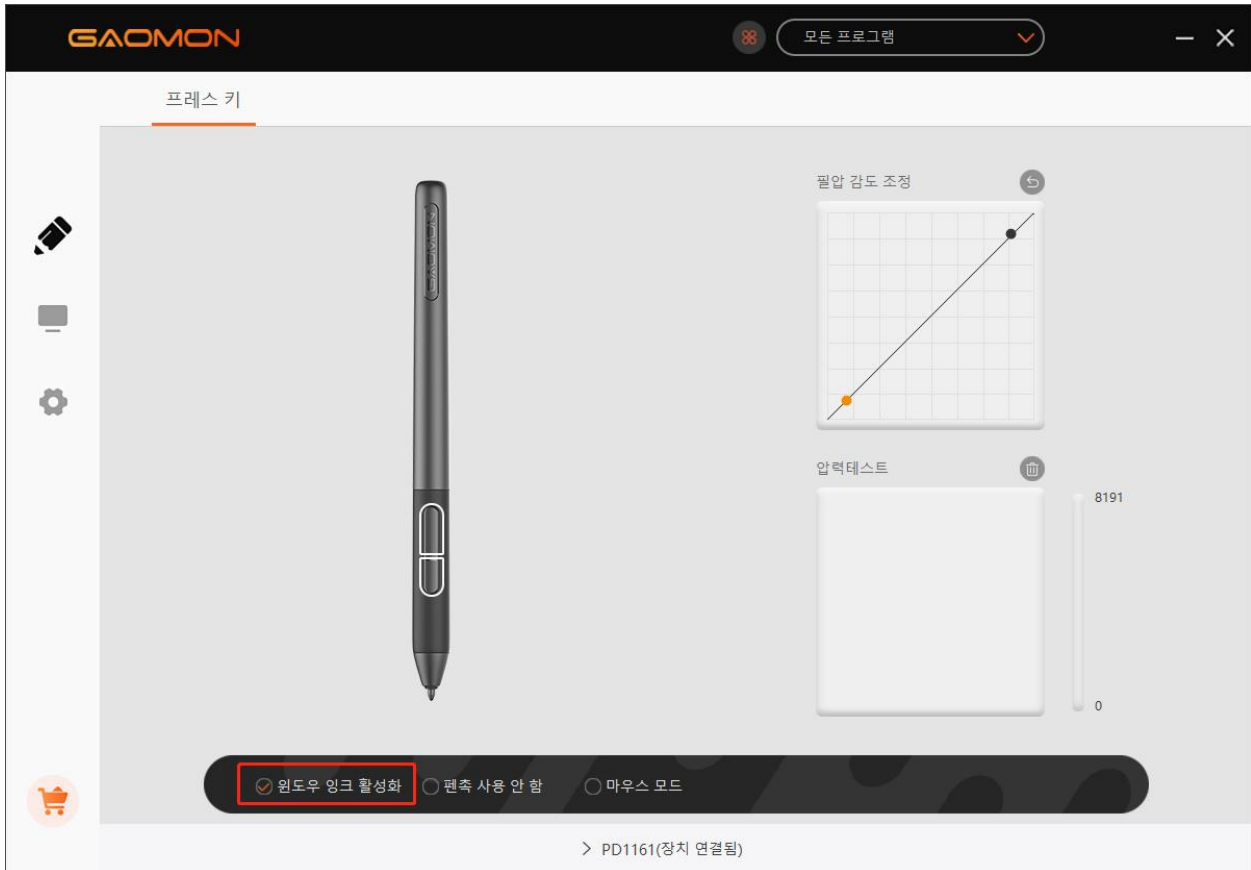 GAOMON
모든 프로그램
프레스 키
GAOMON
필압 감도 조정
압력테스트
8191
0
윈도우 잉크 활성화 펜촉 사용 안 함 마우스 모드
PD1161(장치 연결됨)